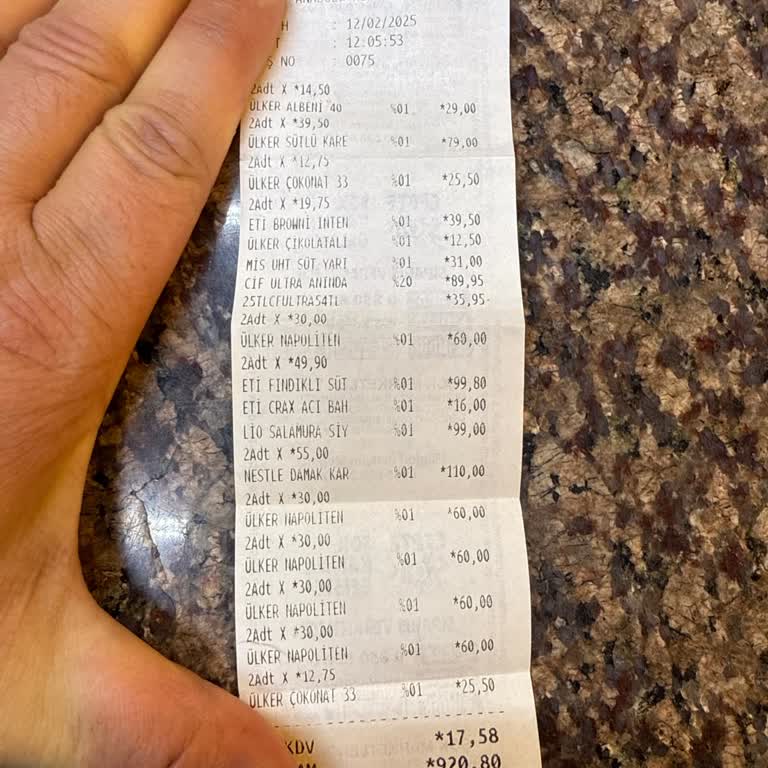 H : 12/02/2025
T : 12:05:53
Ş NO : 0075
2Adt X *14,50
ÜLKER ALBENİ 40 %01 *29,00
2Adt X *39,50
ÜLKER SÜTLÜ KARE %01 *79,00
2Adt X *12,75
ÜLKER ÇOKONAT 33 %01 *25,50
2Adt X *19,75
ETİ BROWNİ INTEN %01 *39,50
ÜLKER ÇİKOLATALİ %01 *12,50
MİS UHT SÜT YARI %01 *31,00
CİF ULTRA ANINDA %20 *89,95
25TLCFULTRA54TL *35,95-
2Adt X *30,00
ÜLKER NAPOLİTEN %01 *60,00
2Adt X *49,90
ETİ FINDIKLI SÜT %01 *99,80
ETİ CRAX ACI BAH %01 *16,00
LİO SALAMURA SİY %01 *99,00
2Adt X *55,00
NESTLE DAMAK KAR %01 *110,00
2Adt X *30,00
ÜLKER NAPOLİTEN %01 *60,00
2Adt X *30,00
ÜLKER NAPOLİTEN %01 *60,00
2Adt X *30,00
ÜLKER NAPOLİTEN %01 *60,00
2Adt X *30,00
ÜLKER NAPOLİTEN %01 *60,00
2Adt X *12,75
ÜLKER ÇOKONAT 33 %01 *25,50
KDV *17,58
*920,80